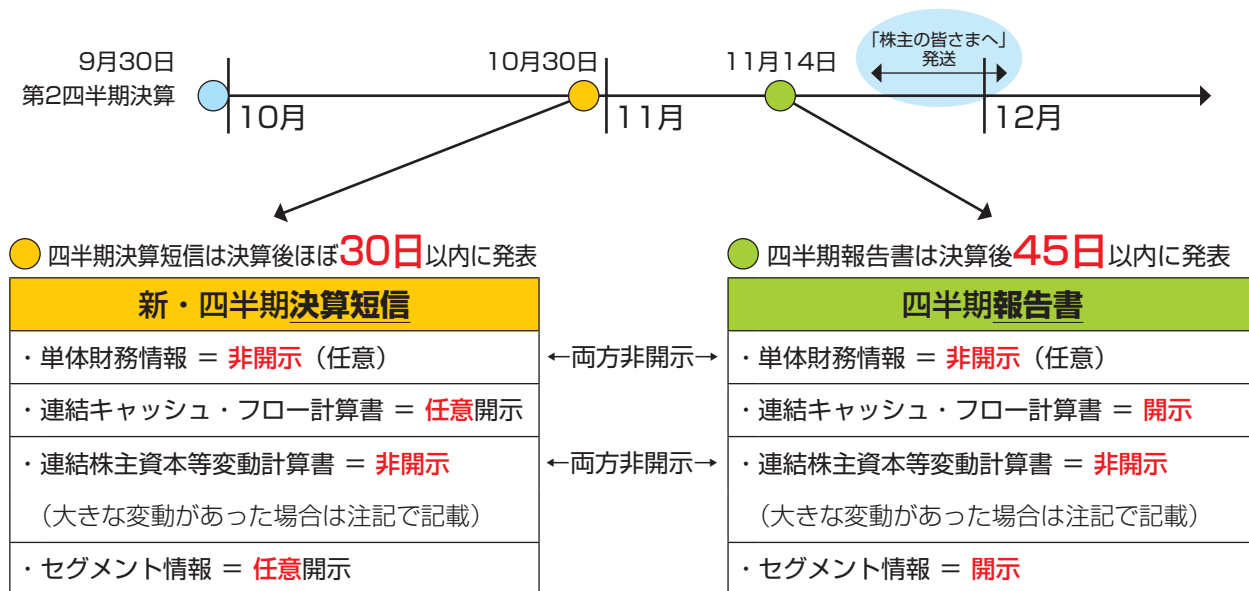 「株主の皆さまへ」
発送
9月30日
第2四半期決算
10月30日
11月14日
10月
11月
12月
四半期決算短信は決算後ほぼ30日以内に発表
新・四半期決算短信
・単体財務情報 = 非開示（任意）
・連結キャッシュ・フロー計算書 = 任意開示
・連結株主資本等変動計算書 = 非開示
（大きな変動があった場合は注記で記載）
・セグメント情報 = 任意開示
←両方非開示→
←両方非開示→
四半期報告書は決算後45日以内に発表
四半期報告書
・単体財務情報 = 非開示（任意）
・連結キャッシュ・フロー計算書 = 開示
・連結株主資本等変動計算書 = 非開示
（大きな変動があった場合は注記で記載）
・セグメント情報 = 開示